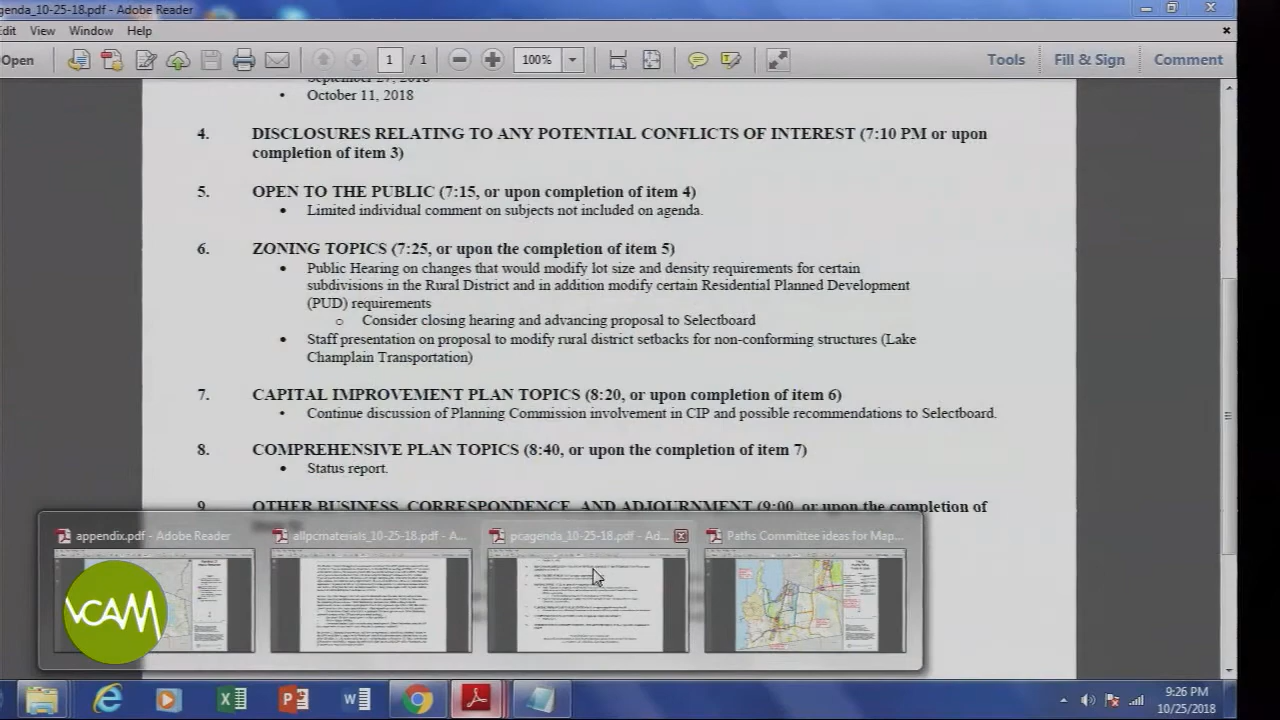 genda_10-25-18.pdf - Adobe Reader
Edit View Window Help
Open 1 / 1 100% Tools Fill & Sign Comment
September 27, 2018
• October 11, 2018
4. DISCLOSURES RELATING TO ANY POTENTIAL CONFLICTS OF INTEREST (7:10 PM or upon
completion of item 3)
5. OPEN TO THE PUBLIC (7:15, or upon completion of item 4)
• Limited individual comment on subjects not included on agenda.
6. ZONING TOPICS (7:25, or upon the completion of item 5)
• Public Hearing on changes that would modify lot size and density requirements for certain
subdivisions in the Rural District and in addition modify certain Residential Planned Development
(PUD) requirements
o Consider closing hearing and advancing proposal to Selectboard
• Staff presentation on proposal to modify rural district setbacks for non-conforming structures (Lake
Champlain Transportation)
7. CAPITAL IMPROVEMENT PLAN TOPICS (8:20, or upon completion of item 6)
• Continue discussion of Planning Commission involvement in CIP and possible recommendations to Selectboard.
8. COMPREHENSIVE PLAN TOPICS (8:40, or upon the completion of item 7)
• Status report.
9. OTHER BUSINESS, CORRESPONDENCE, AND ADJOURNMENT (9:00, or upon the completion of
appendix.pdf - Adobe Reader
allpcmaterials_10-25-18.pdf - A...
pcagenda_10-25-18.pdf - Ad...
Paths Committee ideas for Map...
VCAM
9:26 PM
10/25/2018